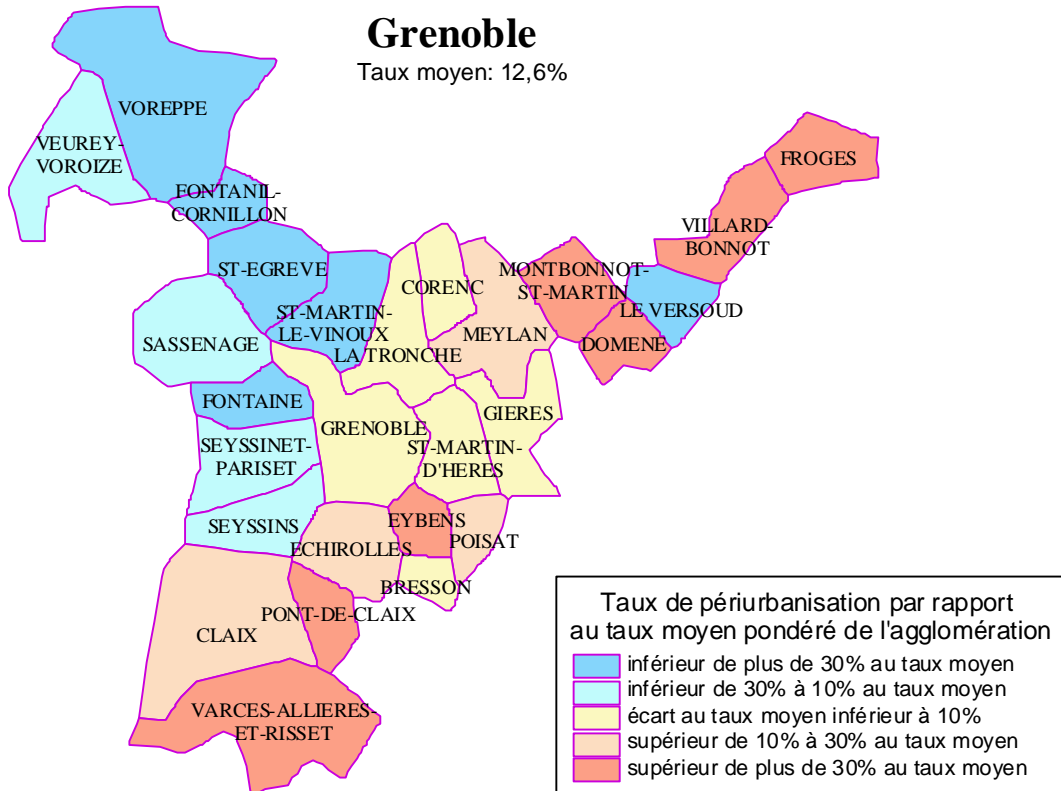 Grenoble
Taux moyen: 12,6%
VOREPPE
VEUREY-
VOROIZE
FROGES
FONTANIL-
CORNILLON
VILLARD-
BONNOT
ST-EGREVE
CORENC
MONTBONNOT-
ST-MARTIN
LE VERSOUD
ST-MARTIN-
LE-VINOUX
SASSENAGE
LA TRONCHE
MEYLAN
DOMENE
FONTAINE
GIERES
GRENOBLE
SEYSSINET-
PARISET
ST-MARTIN-
D'HERES
SEYSSINS
EYBENS
ECHIROLLES
POISAT
BRESSON
PONT-DE-CLAIX
CLAIX
VARCES-ALLIERES-
ET-RISSET
Taux de périurbanisation par rapport
au taux moyen pondéré de l'agglomération
inférieur de plus de 30% au taux moyen
inférieur de 30% à 10% au taux moyen
écart au taux moyen inférieur à 10%
supérieur de 10% à 30% au taux moyen
supérieur de plus de 30% au taux moyen